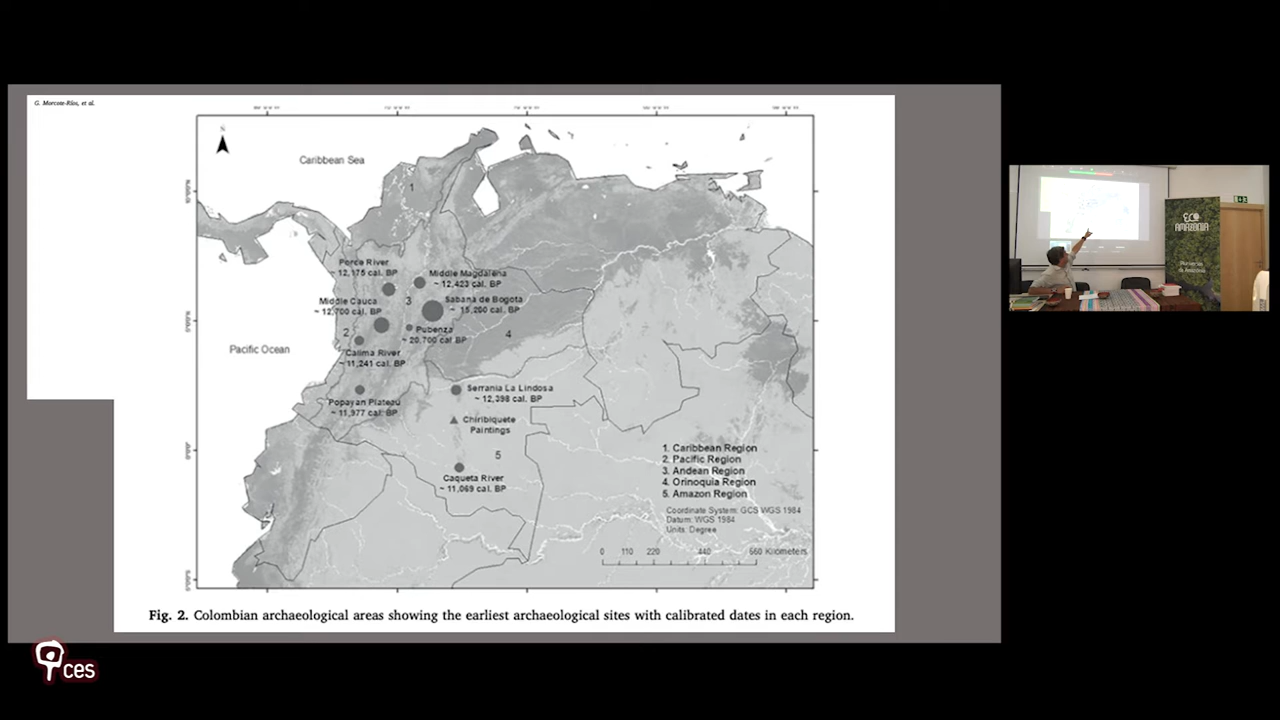 G. Morcote-Ríos, et al.
N
Caribbean Sea
1
Porce River
~ 12,175 cal. BP
Middle Magdalena
~ 12,423 cal. BP
3
Middle Cauca
~ 12,700 cal. BP
Sabana de Bogota
~ 15,200 cal. BP
2
Pubenza
~ 20,700 cal BP
4
Pacific Ocean
Calima River
~ 11,241 cal. BP
Serrania La Lindosa
~ 12,398 cal. BP
Popayan Plateau
~ 11,977 cal. BP
Chiribiquete
Paintings
5
Caqueta River
~ 11,069 cal. BP
1. Caribbean Region
2. Pacific Region
3. Andean Region
4. Orinoquia Region
5. Amazon Region
Coordinate System: GCS WGS 1984
Datum: WGS 1984
Units: Degree
0 110 220 440 660 Kilometers
Fig. 2. Colombian archaeological areas showing the earliest archaeological sites with calibrated dates in each region.
ces
ECO
AMAZONIA